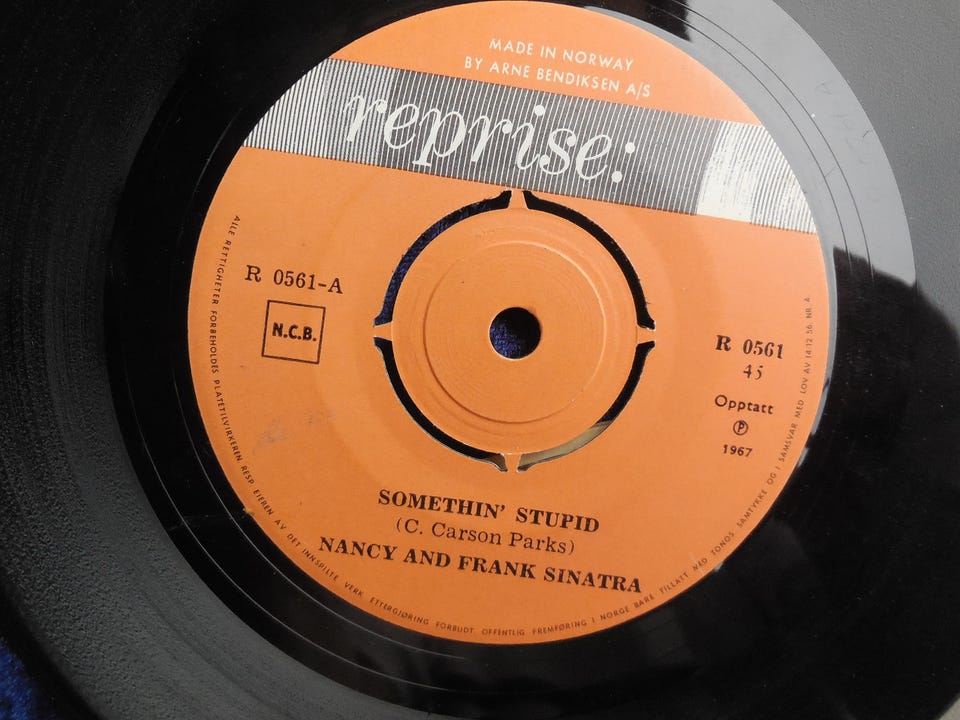 MADE IN NORWAY
BY ARNE BENDIKSEN A/S
reprise:
R 0561-A
N.C.B.
R 0561
45
Opptatt
Ⓟ
1967
SOMETHIN' STUPID
(C. Carson Parks)
NANCY AND FRANK SINATRA
ALLE RETTIGHETER FORBEHOLDES PLATETILVIRKEREN RESP. EIEREN AV DET INNSPILTE VERK ETTERGJØRING FORBUDT. OFFENTLIG FREMFØRING I NORGE BARE TILLATT MED TONOS SAMTYKKE OG I SAMSVAR MED LOV AV 14.12.56. NR. 4.